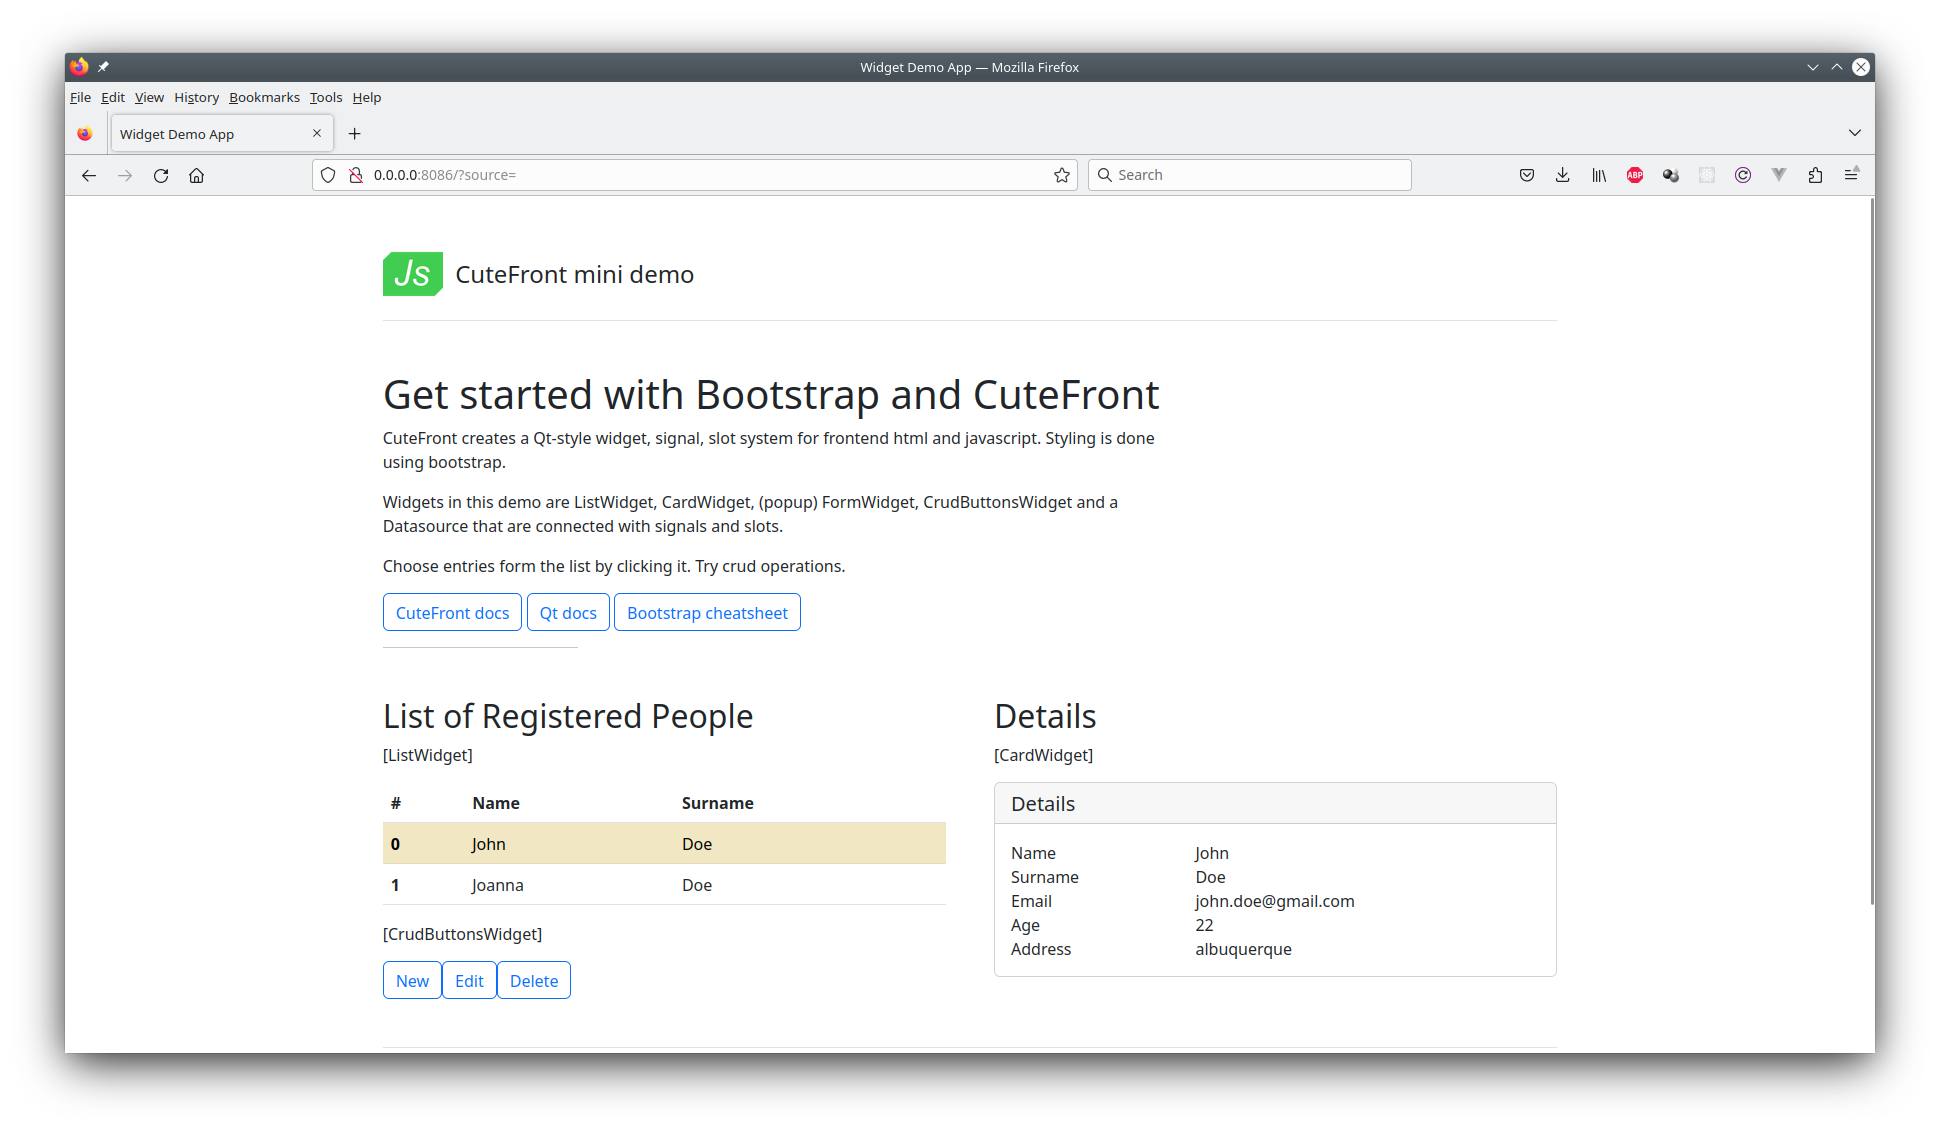 Widget Demo App — Mozilla Firefox
File Edit View History Bookmarks Tools Help
Widget Demo App
0.0.0.0:8086/?source=
Search
ABP
Js CuteFront mini demo
Get started with Bootstrap and CuteFront
CuteFront creates a Qt-style widget, signal, slot system for frontend html and javascript. Styling is done
using bootstrap.
Widgets in this demo are ListWidget, CardWidget, (popup) FormWidget, CrudButtonsWidget and a
Datasource that are connected with signals and slots.
Choose entries form the list by clicking it. Try crud operations.
CuteFront docs Qt docs Bootstrap cheatsheet
List of Registered People
[ListWidget]
# Name Surname
0 John Doe
1 Joanna Doe
[CrudButtonsWidget]
New Edit Delete
Details
[CardWidget]
Details
Name John
Surname Doe
Email john.doe@gmail.com
Age 22
Address albuquerque